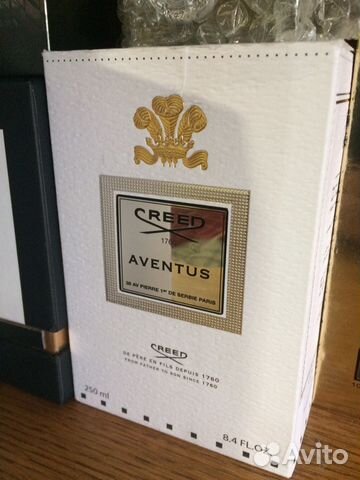 CREED
1760
AVENTUS
38 AV PIERRE 1ER DE SERBIE PARIS
CREED
DE PÈRE EN FILS DEPUIS 1760
FROM FATHER TO SON SINCE 1760
250 ml
8.4 FL.OZ
Avito